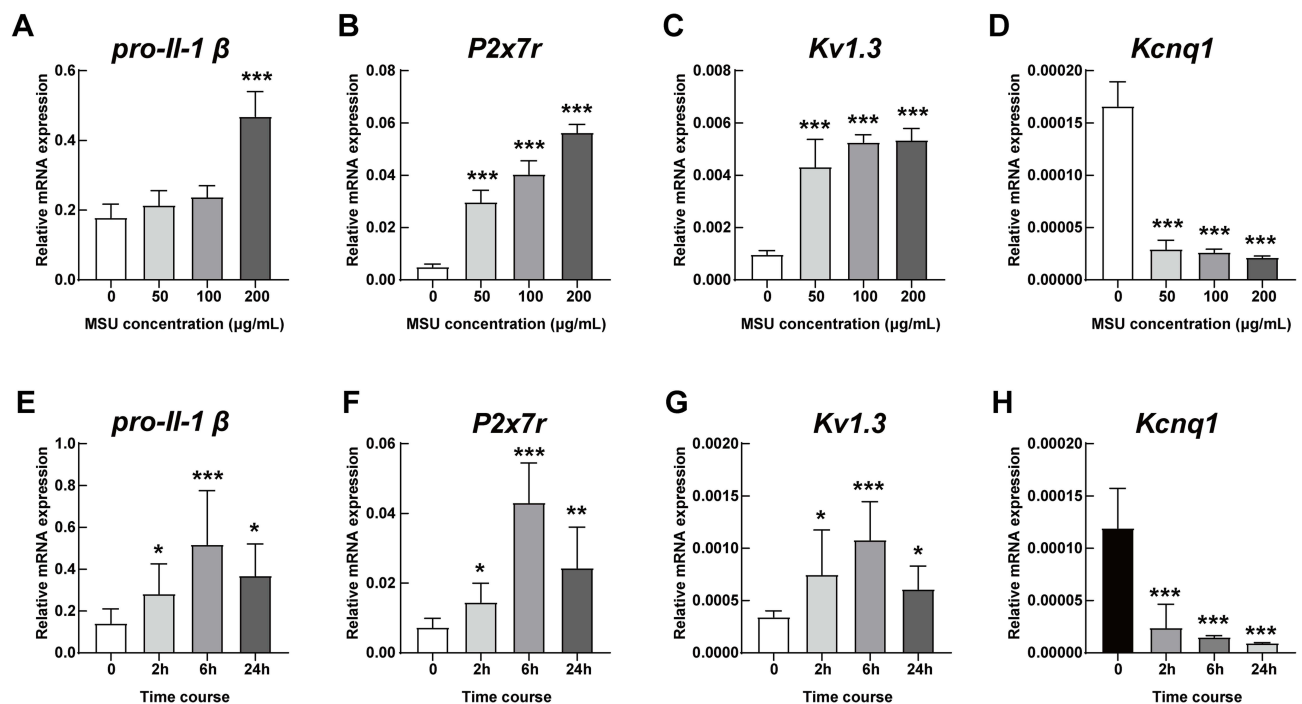 A
pro-Il-1 β
Relative mRNA expression
0.6
0.4
0.2
0.0
***
0 50 100 200
MSU concentration (μg/mL)
B
P2x7r
Relative mRNA expression
0.08
0.06
0.04
0.02
0.00
*** *** ***
0 50 100 200
MSU concentration (μg/mL)
C
Kv1.3
Relative mRNA expression
0.008
0.006
0.004
0.002
0.000
*** *** ***
0 50 100 200
MSU concentration (μg/mL)
D
Kcnq1
Relative mRNA expression
0.00020
0.00015
0.00010
0.00005
0.00000
*** *** ***
0 50 100 200
MSU concentration (μg/mL)
E
pro-Il-1 β
Relative mRNA expression
1.0
0.8
0.6
0.4
0.2
0.0
* *** *
0 2h 6h 24h
Time course
F
P2x7r
Relative mRNA expression
0.06
0.04
0.02
0.00
* *** **
0 2h 6h 24h
Time course
G
Kv1.3
Relative mRNA expression
0.0020
0.0015
0.0010
0.0005
0.0000
* *** *
0 2h 6h 24h
Time course
H
Kcnq1
Relative mRNA expression
0.00020
0.00015
0.00010
0.00005
0.00000
*** *** ***
0 2h 6h 24h
Time course